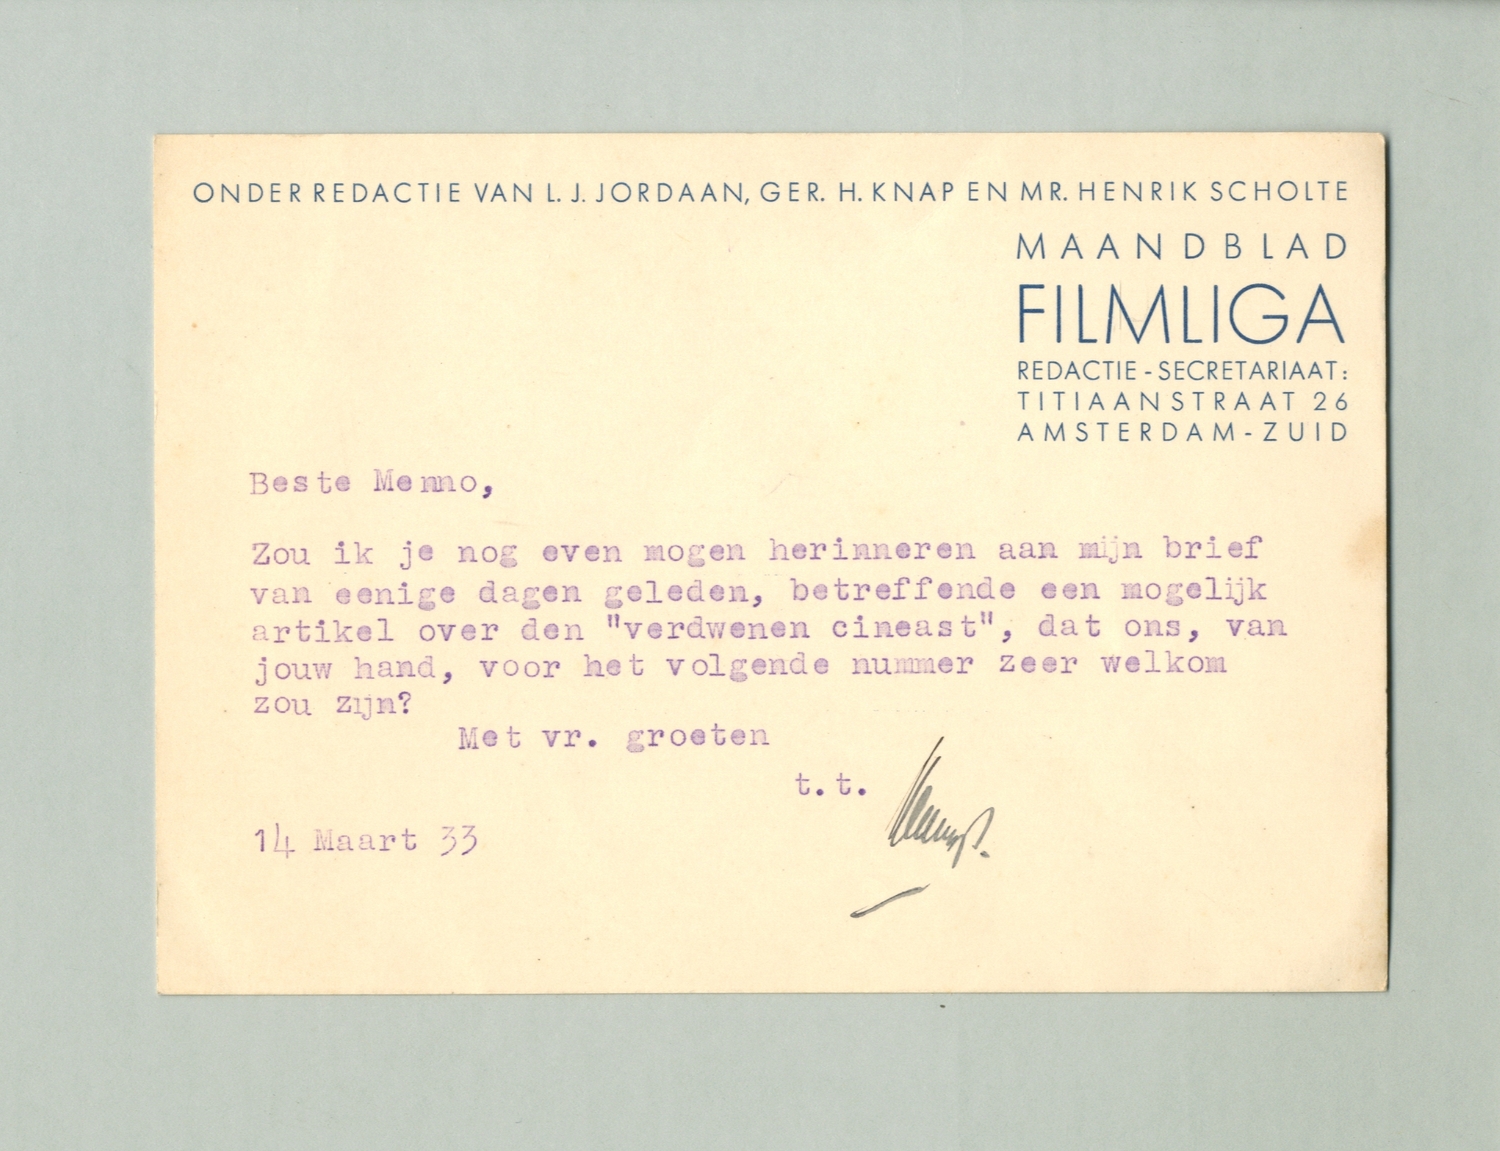 ONDER REDACTIE VAN L. J. JORDAAN, GER. H. KNAP EN MR. HENRIK SCHOLTE
MAANDBLAD
FILMLIGA
REDACTIE-SECRETARIAAT:
TITIAANSTRAAT 26
AMSTERDAM-ZUID
Beste Menno,
Zou ik je nog even mogen herinneren aan mijn brief
van eenige dagen geleden, betreffende een mogelijk
artikel over den "verdwenen cineast", dat ons, van
jouw hand, voor het volgende nummer zeer welkom
zou zijn?
Met vr. groeten
t.t.
14 Maart 33